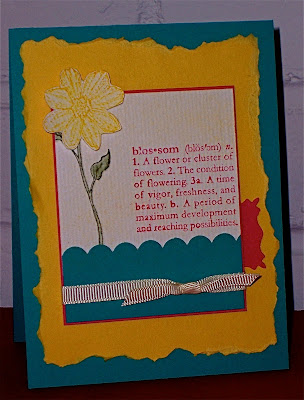 blos•som (blŏs′əm) n.
1. A flower or cluster of
flowers. 2. The condition
of flowering. 3a. A time
of vigor, freshness, and
beauty. b. A period of
maximum development
and reaching possibilities.